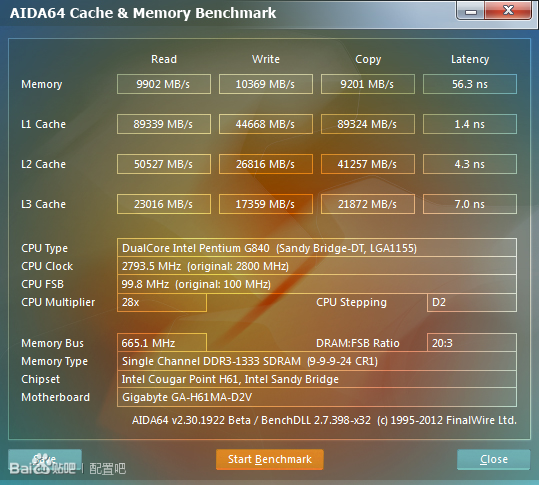 AIDA64 Cache & Memory Benchmark
Read Write Copy Latency
Memory 9902 MB/s 10369 MB/s 9201 MB/s 56.3 ns
L1 Cache 89339 MB/s 44668 MB/s 89324 MB/s 1.4 ns
L2 Cache 50527 MB/s 26816 MB/s 41257 MB/s 4.3 ns
L3 Cache 23016 MB/s 17359 MB/s 21872 MB/s 7.0 ns
CPU Type DualCore Intel Pentium G840 (Sandy Bridge-DT, LGA1155)
CPU Clock 2793.5 MHz (original: 2800 MHz)
CPU FSB 99.8 MHz (original: 100 MHz)
CPU Multiplier 28x CPU Stepping D2
Memory Bus 665.1 MHz DRAM:FSB Ratio 20:3
Memory Type Single Channel DDR3-1333 SDRAM (9-9-9-24 CR1)
Chipset Intel Cougar Point H61, Intel Sandy Bridge
Motherboard Gigabyte GA-H61MA-D2V
AIDA64 v2.30.1922 Beta / BenchDLL 2.7.398-x32 (c) 1995-2012 FinalWire Ltd.
Start Benchmark Close
Bai 贴吧 | 配置吧